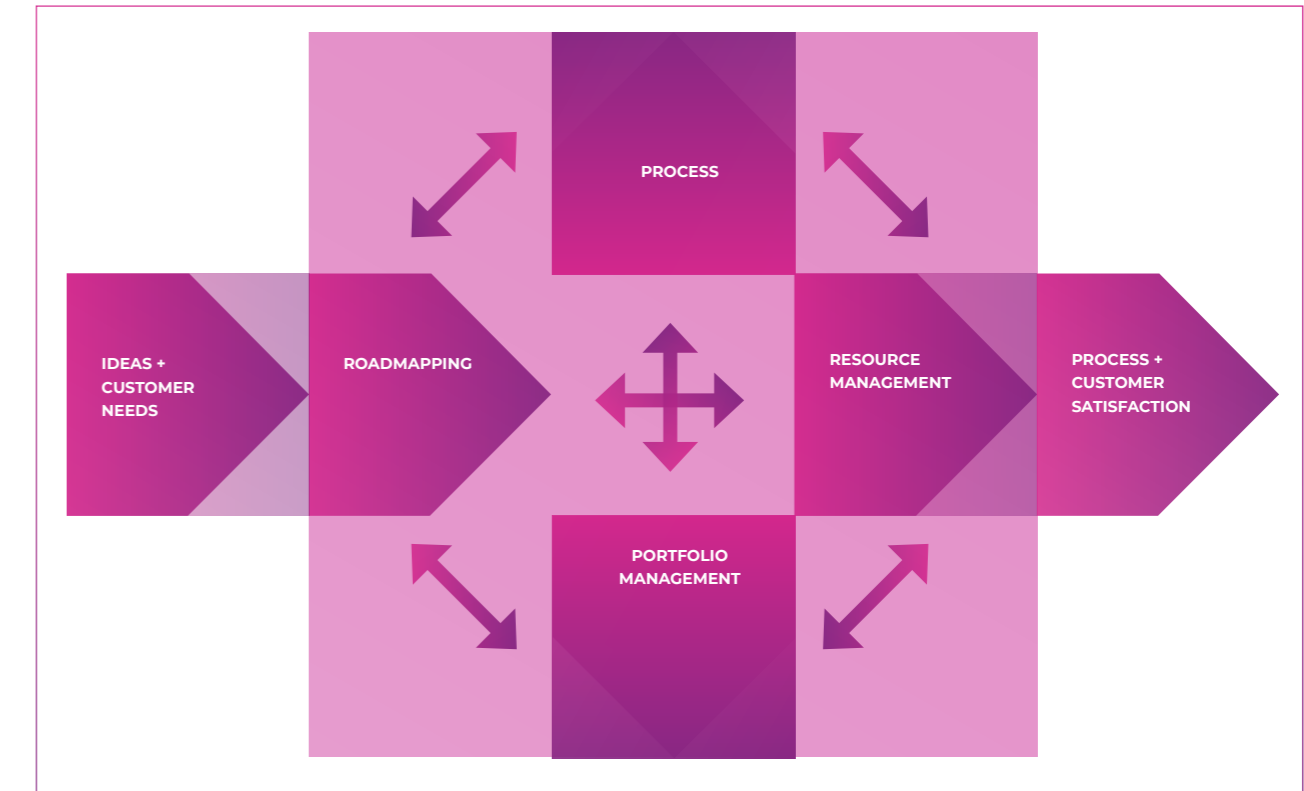 PROCESS
IDEAS +
CUSTOMER
NEEDS
ROADMAPPING
RESOURCE
MANAGEMENT
PROCESS +
CUSTOMER
SATISFACTION
PORTFOLIO
MANAGEMENT